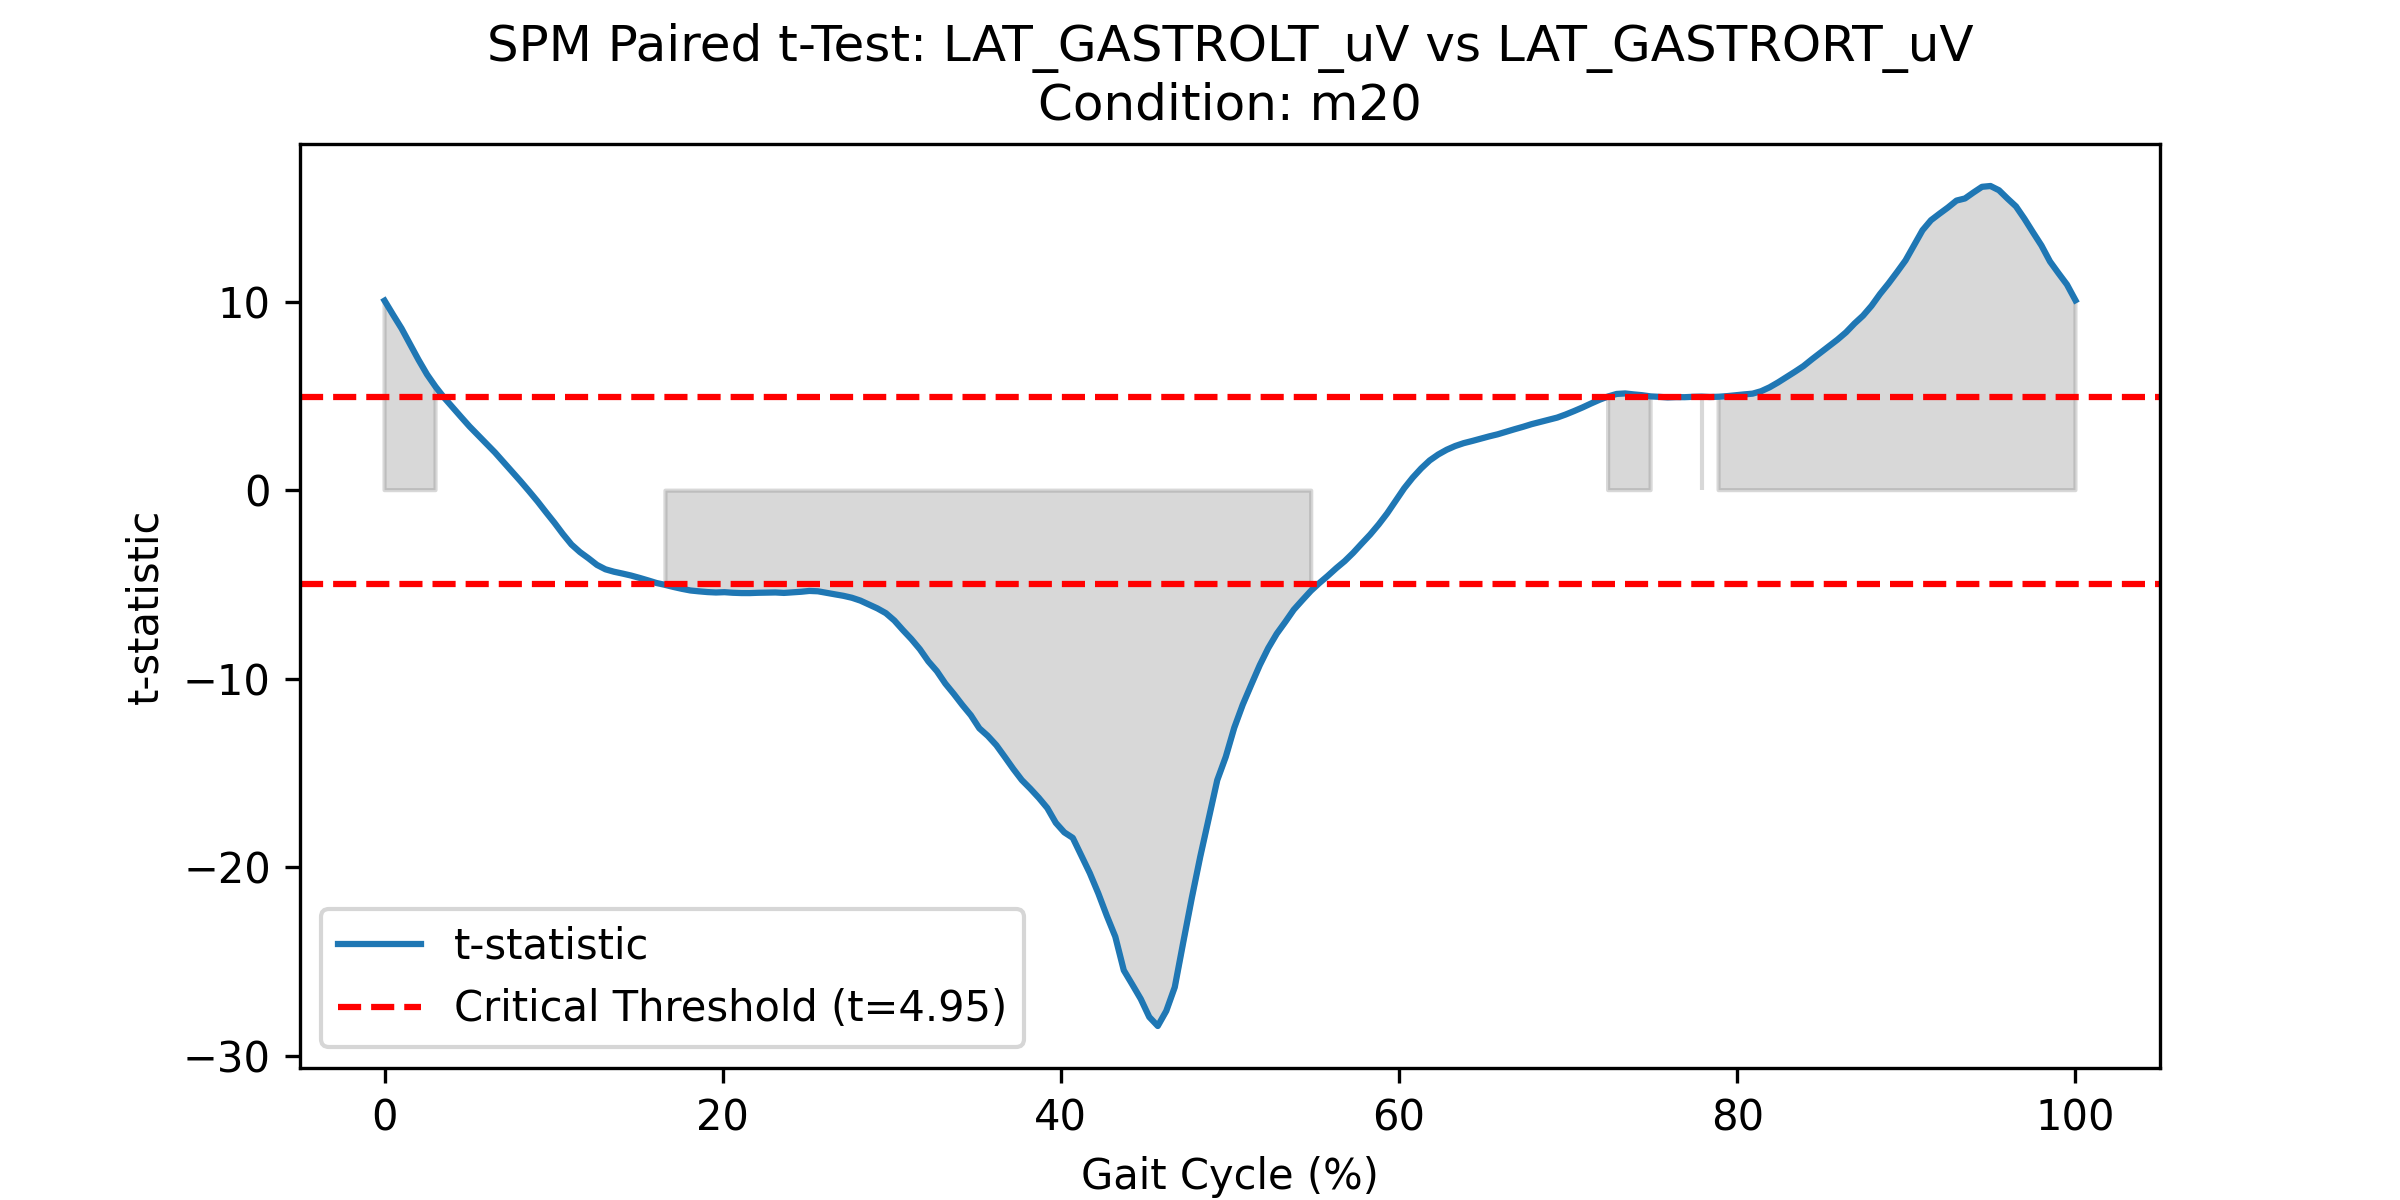 SPM Paired t-Test: LAT_GASTROLT_uV vs LAT_GASTRORT_uV
Condition: m20
t-statistic
10
0
−10
−20
−30
t-statistic
Critical Threshold (t=4.95)
0
20
40
60
80
100
Gait Cycle (%)